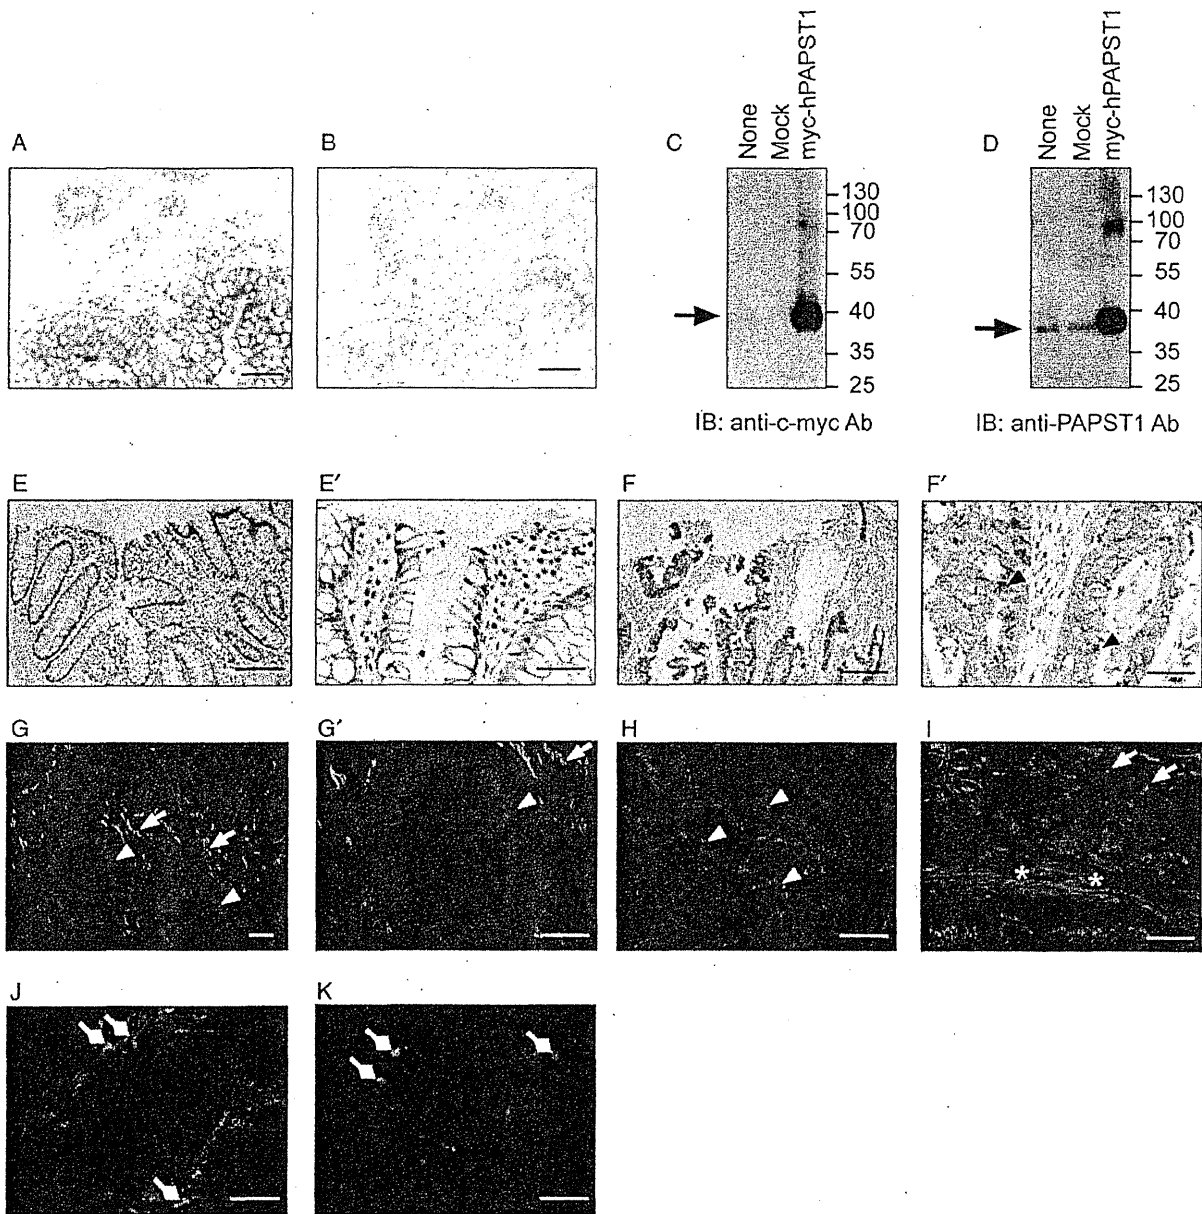 A
B
C
None
Mock
myc-hPAPST1
130
100
70
55
40
35
25
IB: anti-c-myc Ab
D
None
Mock
myc-hPAPST1
130
100
70
55
40
35
25
IB: anti-PAPST1 Ab
E
E′
F
F′
G
G′
H
I
* *
J
K